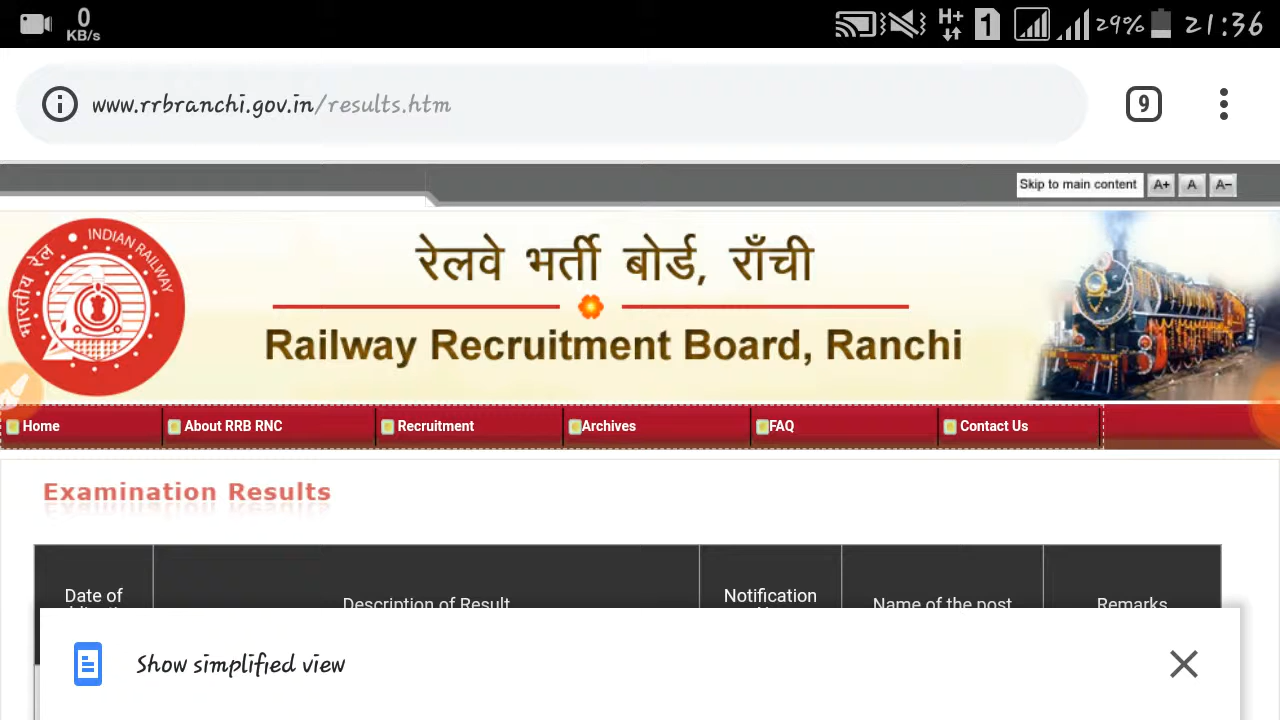 0
KB/s
H+
1
29%
21:36
www.rrbranchi.gov.in/results.htm
9
Skip to main content
A+
A
A-
भारतीय रेल
INDIAN RAILWAY
रेलवे भर्ती बोर्ड, राँची
Railway Recruitment Board, Ranchi
Home
About RRB RNC
Recruitment
Archives
FAQ
Contact Us
Examination Results
Date of
Description of Result
Notification
Name of the post
Remarks
Show simplified view